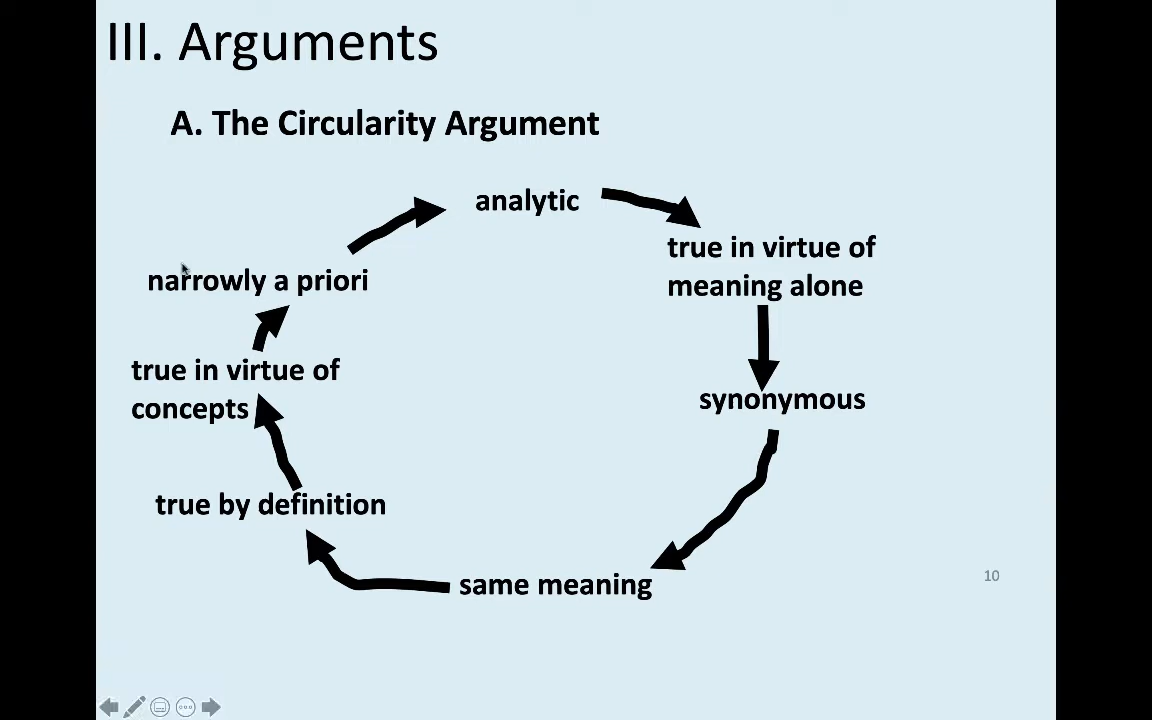 III. Arguments
A. The Circularity Argument
analytic
true in virtue of
meaning alone
synonymous
same meaning
true by definition
true in virtue of
concepts
narrowly a priori
10